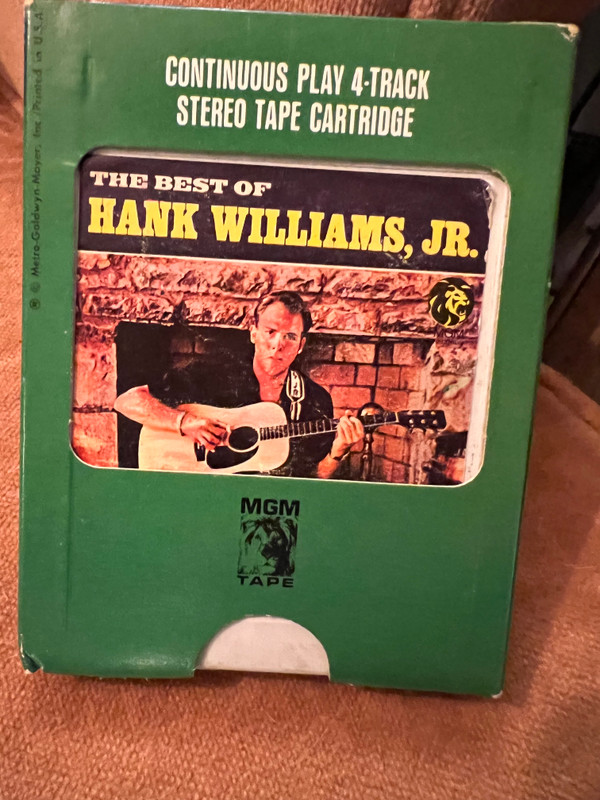 CONTINUOUS PLAY 4-TRACK
STEREO TAPE CARTRIDGE
THE BEST OF
HANK WILLIAMS, JR.
MGM
MGM
TAPE
® © Metro-Goldwyn-Mayer, Inc./Printed in U.S.A.